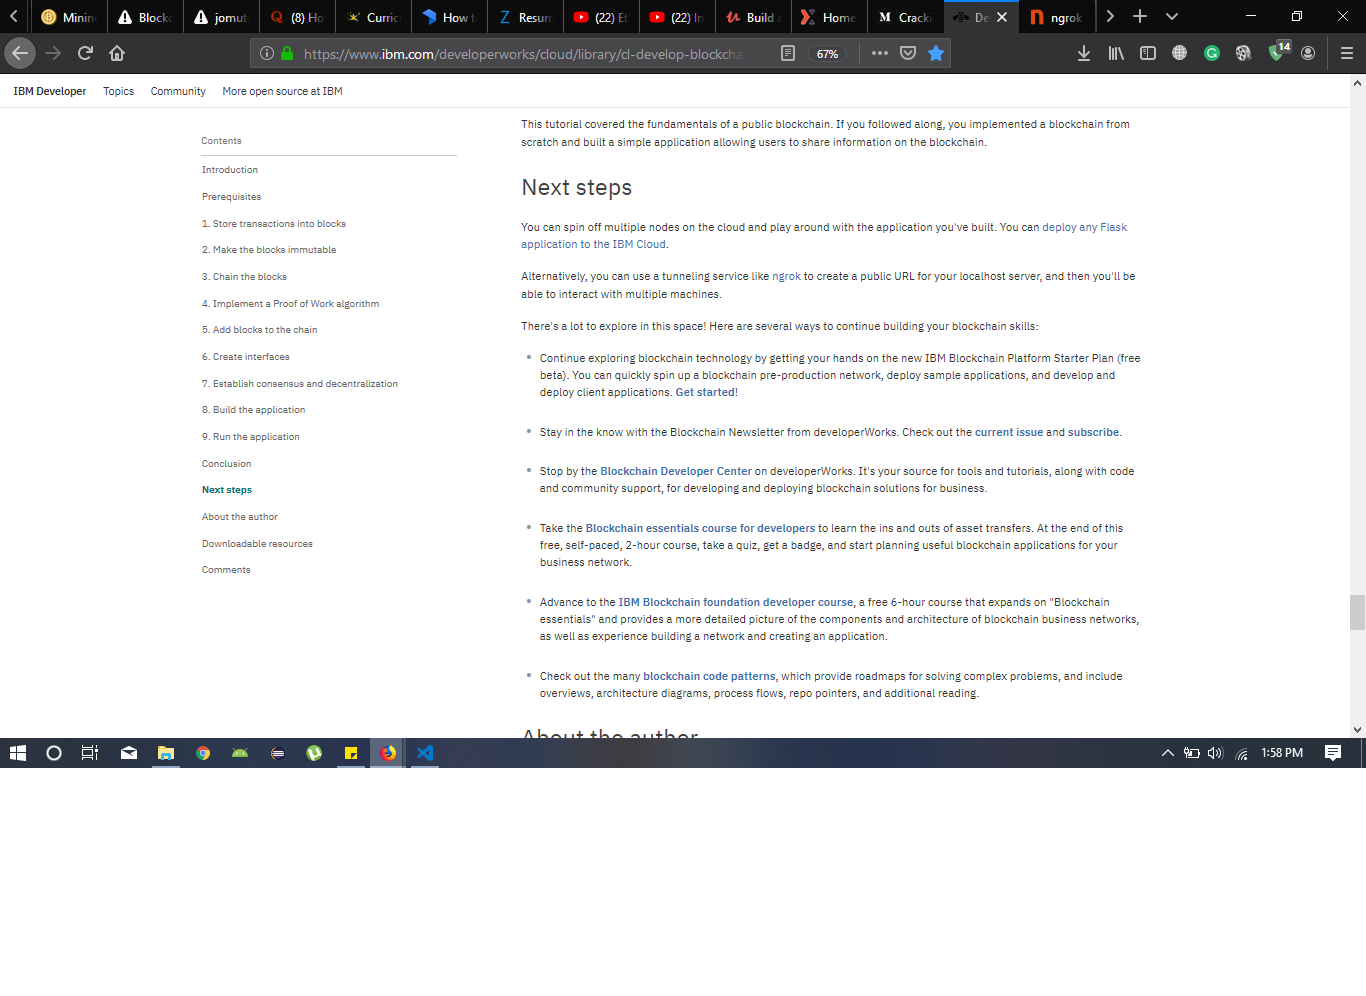 Minin
Block
jomut
(8) Ho
Curric
How t
Resum
(22) Et
(22) In
Build a
Home
Cracki
De
ngrok
https://www.ibm.com/developerworks/cloud/library/cl-develop-blockcha
67%
14
IBM Developer Topics Community More open source at IBM
Contents
Introduction
Prerequisites
1. Store transactions into blocks
2. Make the blocks immutable
3. Chain the blocks
4. Implement a Proof of Work algorithm
5. Add blocks to the chain
6. Create interfaces
7. Establish consensus and decentralization
8. Build the application
9. Run the application
Conclusion
Next steps
About the author
Downloadable resources
Comments
This tutorial covered the fundamentals of a public blockchain. If you followed along, you implemented a blockchain from
scratch and built a simple application allowing users to share information on the blockchain.
Next steps
You can spin off multiple nodes on the cloud and play around with the application you've built. You can deploy any Flask
application to the IBM Cloud.
Alternatively, you can use a tunneling service like ngrok to create a public URL for your localhost server, and then you'll be
able to interact with multiple machines.
There's a lot to explore in this space! Here are several ways to continue building your blockchain skills:
Continue exploring blockchain technology by getting your hands on the new IBM Blockchain Platform Starter Plan (free
beta). You can quickly spin up a blockchain pre-production network, deploy sample applications, and develop and
deploy client applications. Get started!
Stay in the know with the Blockchain Newsletter from developerWorks. Check out the current issue and subscribe.
Stop by the Blockchain Developer Center on developerWorks. It's your source for tools and tutorials, along with code
and community support, for developing and deploying blockchain solutions for business.
Take the Blockchain essentials course for developers to learn the ins and outs of asset transfers. At the end of this
free, self-paced, 2-hour course, take a quiz, get a badge, and start planning useful blockchain applications for your
business network.
Advance to the IBM Blockchain foundation developer course, a free 6-hour course that expands on "Blockchain
essentials" and provides a more detailed picture of the components and architecture of blockchain business networks,
as well as experience building a network and creating an application.
Check out the many blockchain code patterns, which provide roadmaps for solving complex problems, and include
overviews, architecture diagrams, process flows, repo pointers, and additional reading.
About the author
1:58 PM